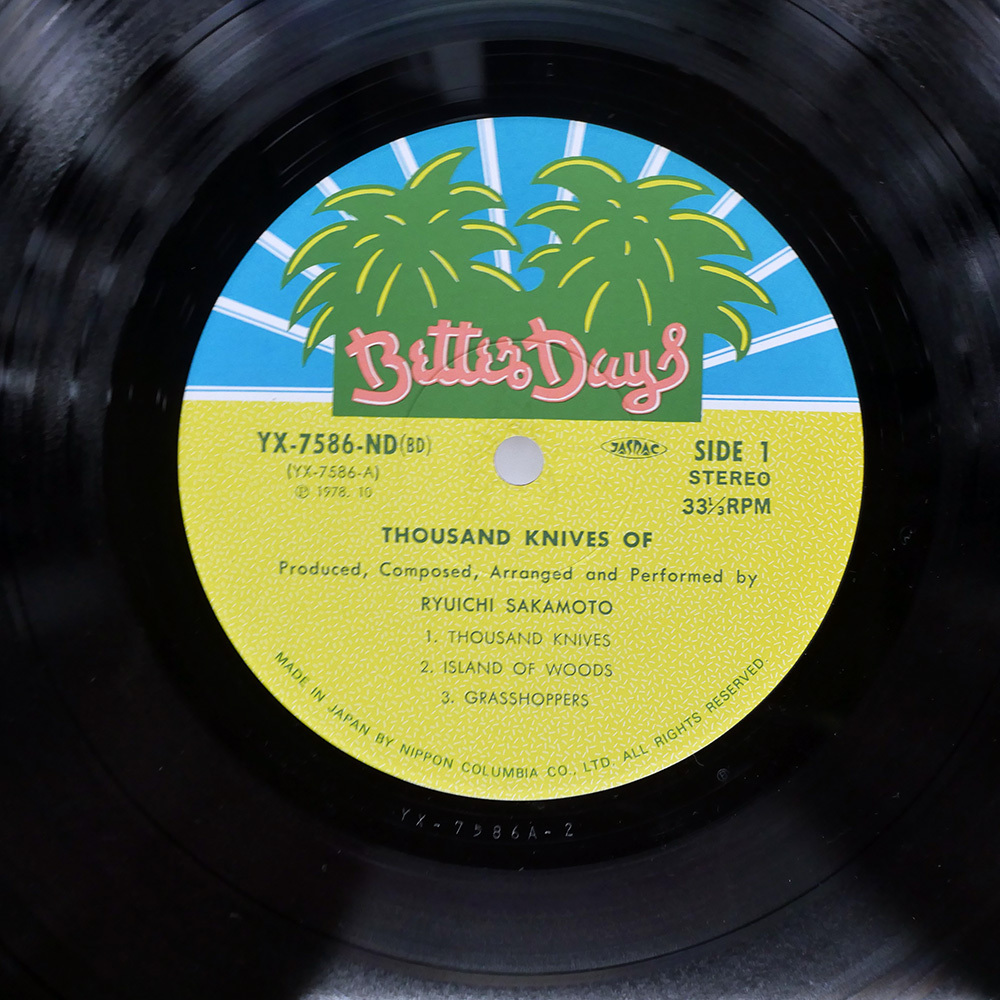 Better Days
YX-7586-ND(BD)
(YX-7586-A)
Ⓟ 1978. 10
JASRAC
SIDE 1
STEREO
33⅓RPM
THOUSAND KNIVES OF
Produced, Composed, Arranged and Performed by
RYUICHI SAKAMOTO
1. THOUSAND KNIVES
2. ISLAND OF WOODS
3. GRASSHOPPERS
MADE IN JAPAN BY NIPPON COLUMBIA CO., LTD. ALL RIGHTS RESERVED.
YX-7586A-2